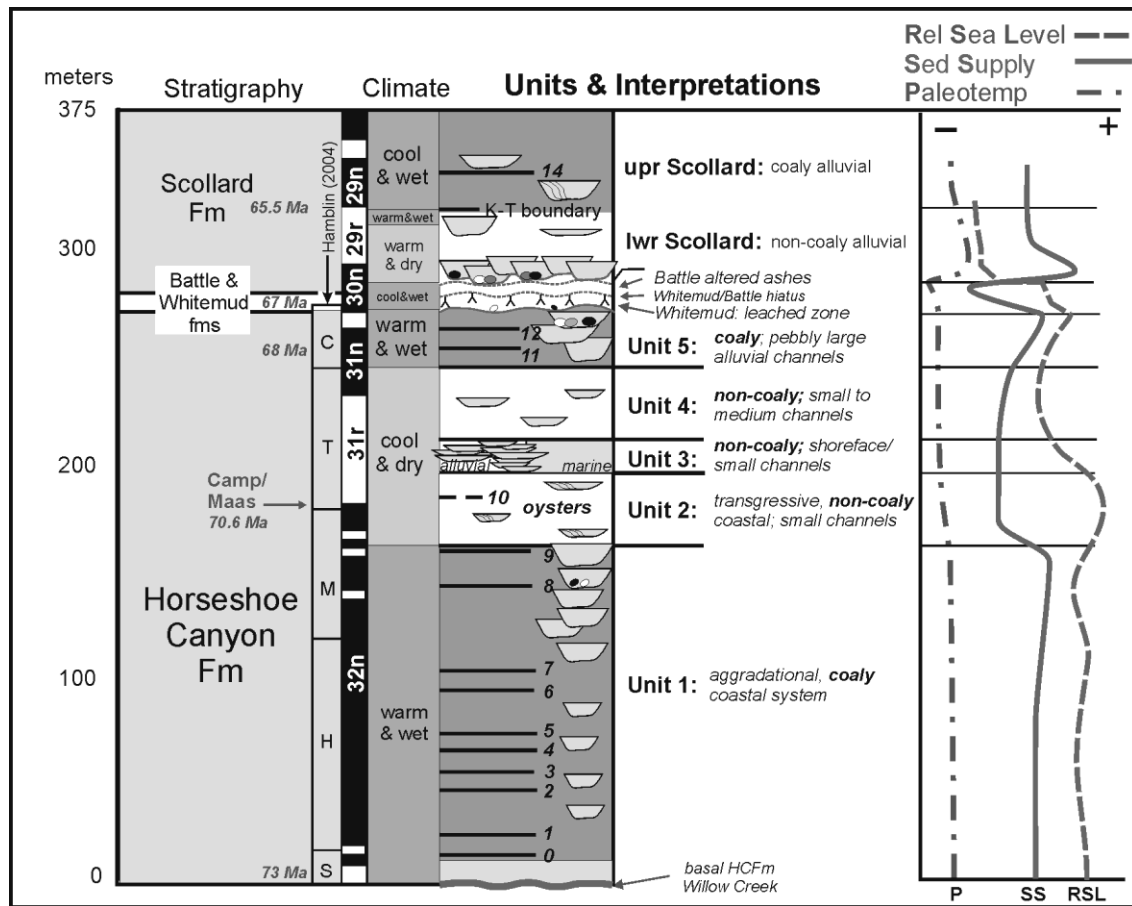 Rel Sea Level
Sed Supply
Paleotemp
meters
Stratigraphy
Climate
Units & Interpretations
375
300
200
100
0
Scollard
Fm
65.5 Ma
Battle &
Whitemud
fms
67 Ma
68 Ma
Camp/
Maas
70.6 Ma
Horseshoe
Canyon
Fm
73 Ma
Hamblin (2004)
C
T
M
H
S
29n
29r
30n
31n
31r
32n
cool
& wet
warm&wet
warm
& dry
cool&wet
warm
& wet
cool
& dry
warm
& wet
14
K-T boundary
12
11
alluvial
marine
10
oysters
9
8
7
6
5
4
3
2
1
0
upr Scollard: coaly alluvial
lwr Scollard: non-coaly alluvial
Battle altered ashes
Whitemud/Battle hiatus
Whitemud: leached zone
Unit 5: coaly; pebbly large
alluvial channels
Unit 4: non-coaly; small to
medium channels
Unit 3: non-coaly; shoreface/
small channels
Unit 2: transgressive, non-coaly
coastal; small channels
Unit 1: aggradational, coaly
coastal system
basal HCFm
Willow Creek
– +
P SS RSL